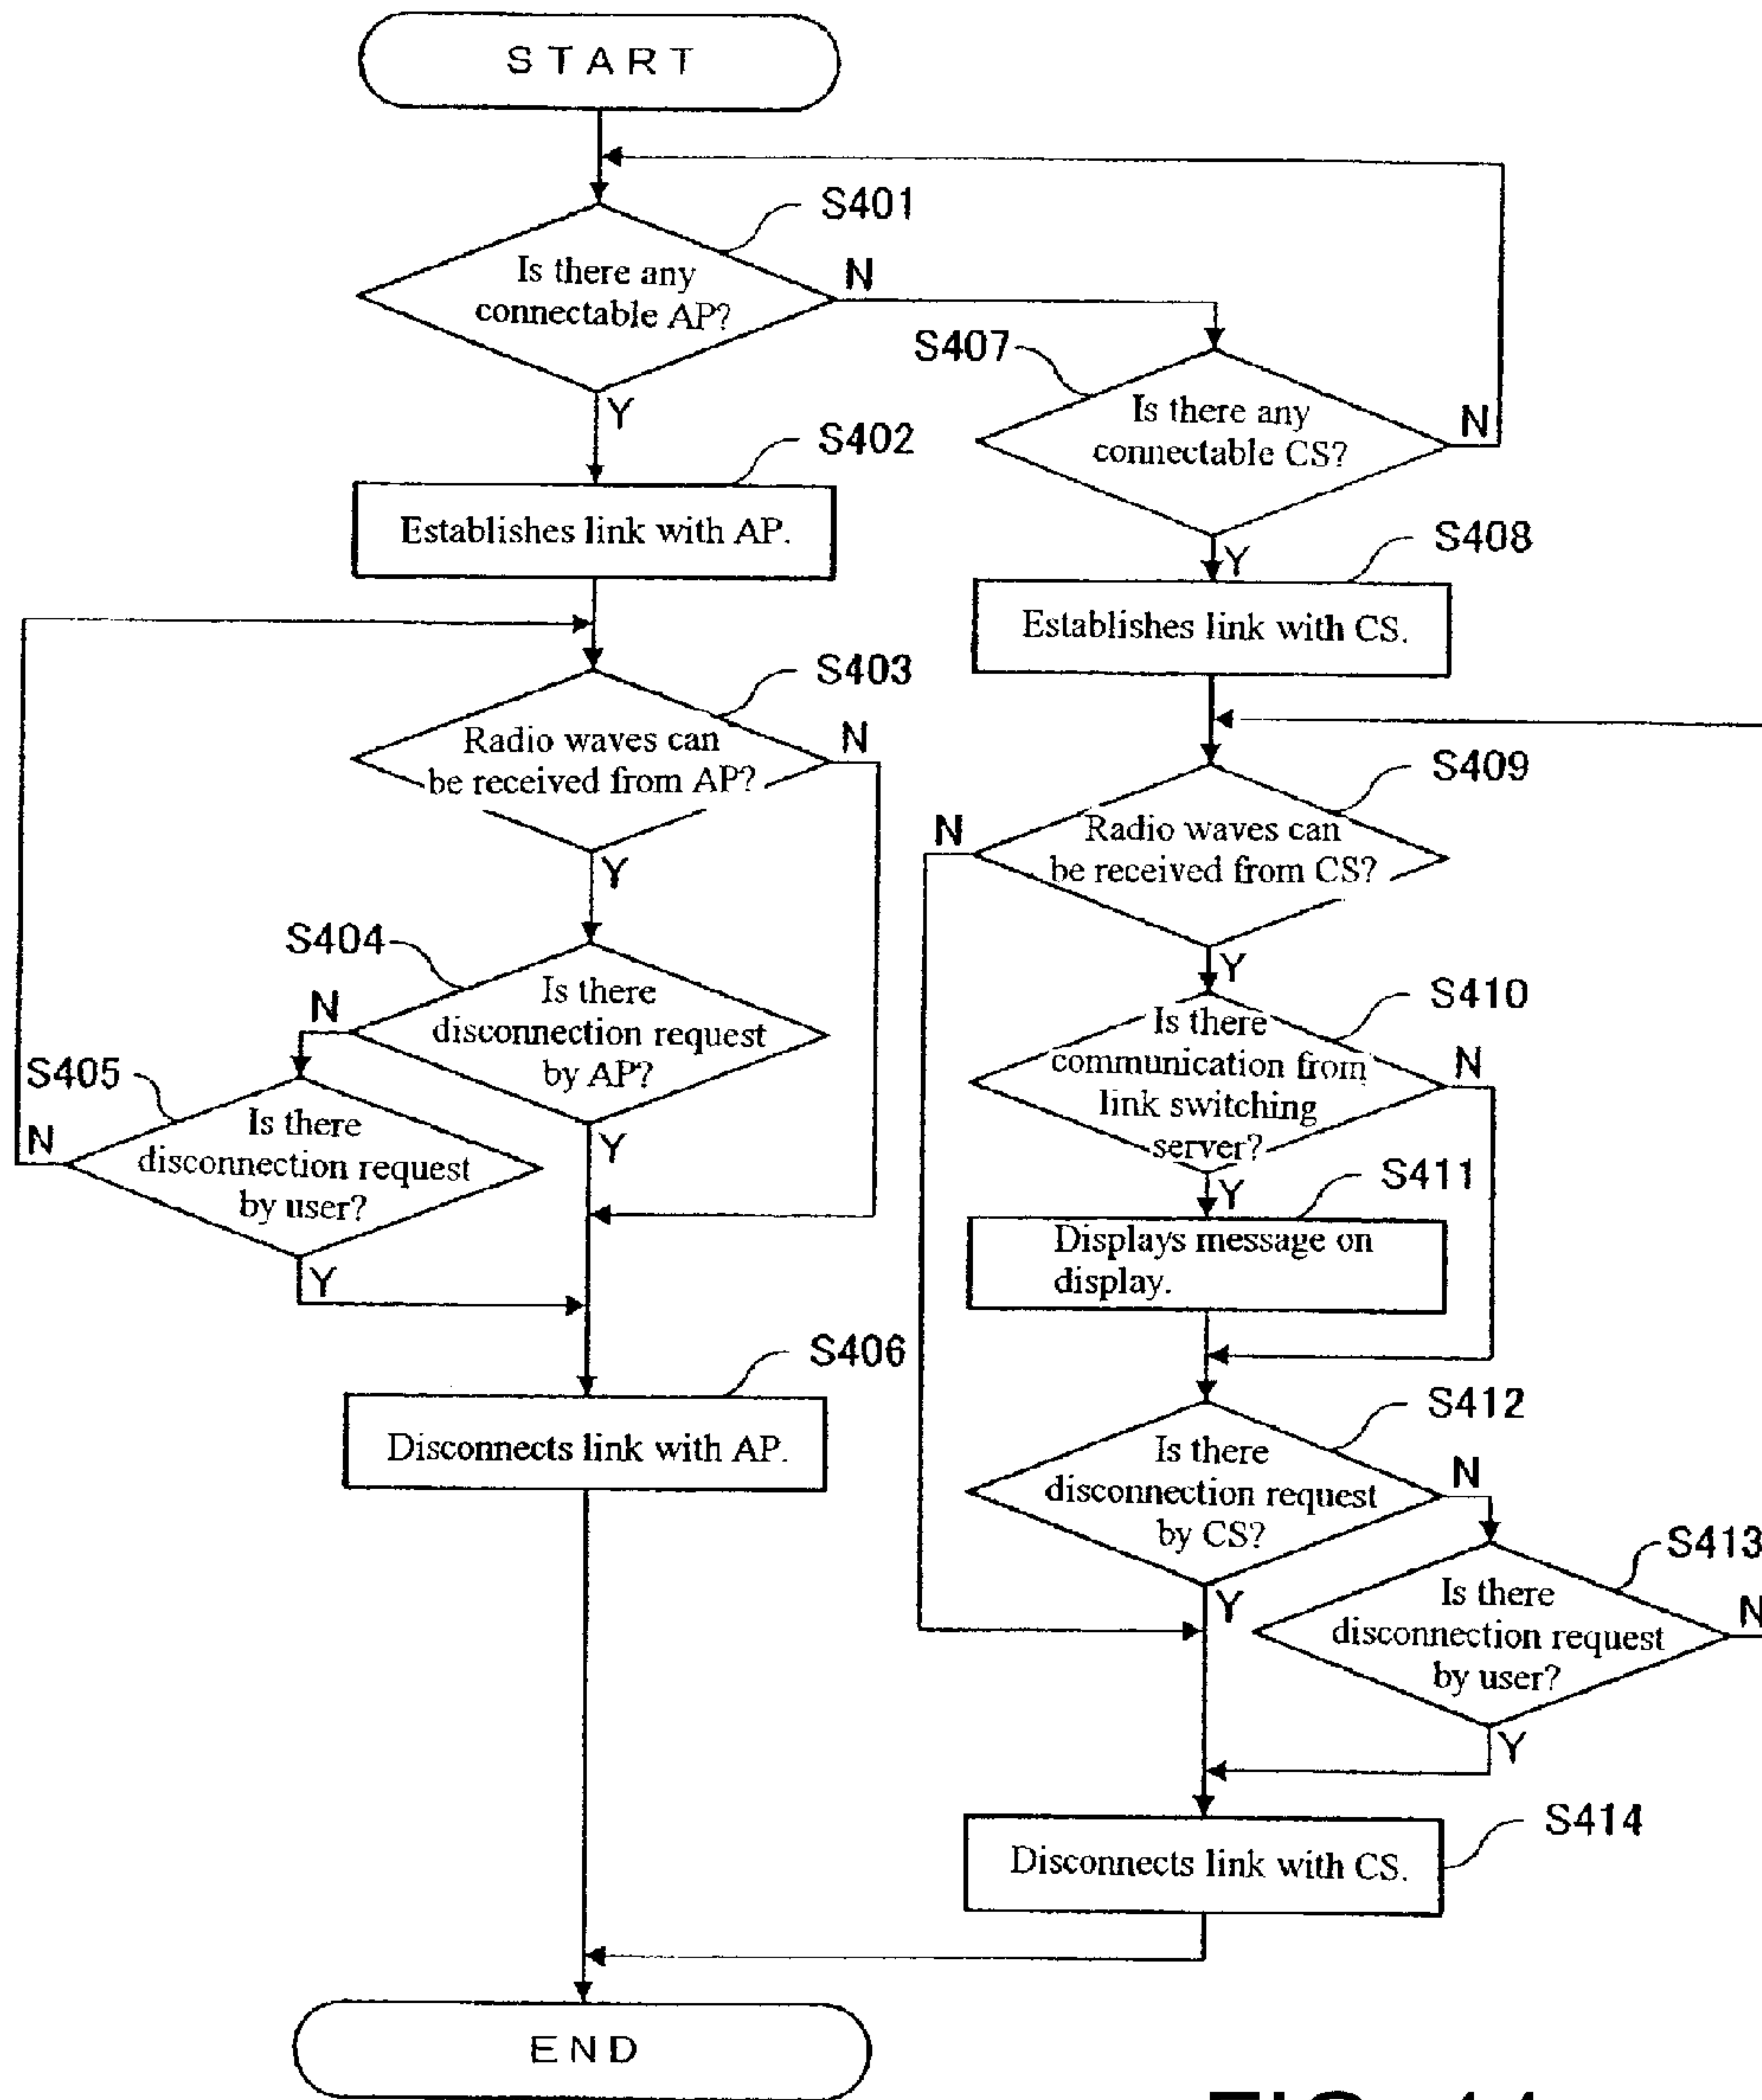 START
S401
Is there any
connectable AP?
N
Y
S407
Is there any
connectable CS?
N
Y
S402
Establishes link with AP.
S408
Establishes link with CS.
S403
Radio waves can
be received from AP?
N
Y
S409
Radio waves can
be received from CS?
N
Y
S404
Is there
disconnection request
by AP?
N
Y
S410
Is there
communication from
link switching
server?
N
Y
S405
Is there
disconnection request
by user?
N
Y
S411
Displays message on
display.
S406
Disconnects link with AP.
S412
Is there
disconnection request
by CS?
N
Y
S413
Is there
disconnection request
by user?
N
Y
S414
Disconnects link with CS.
END